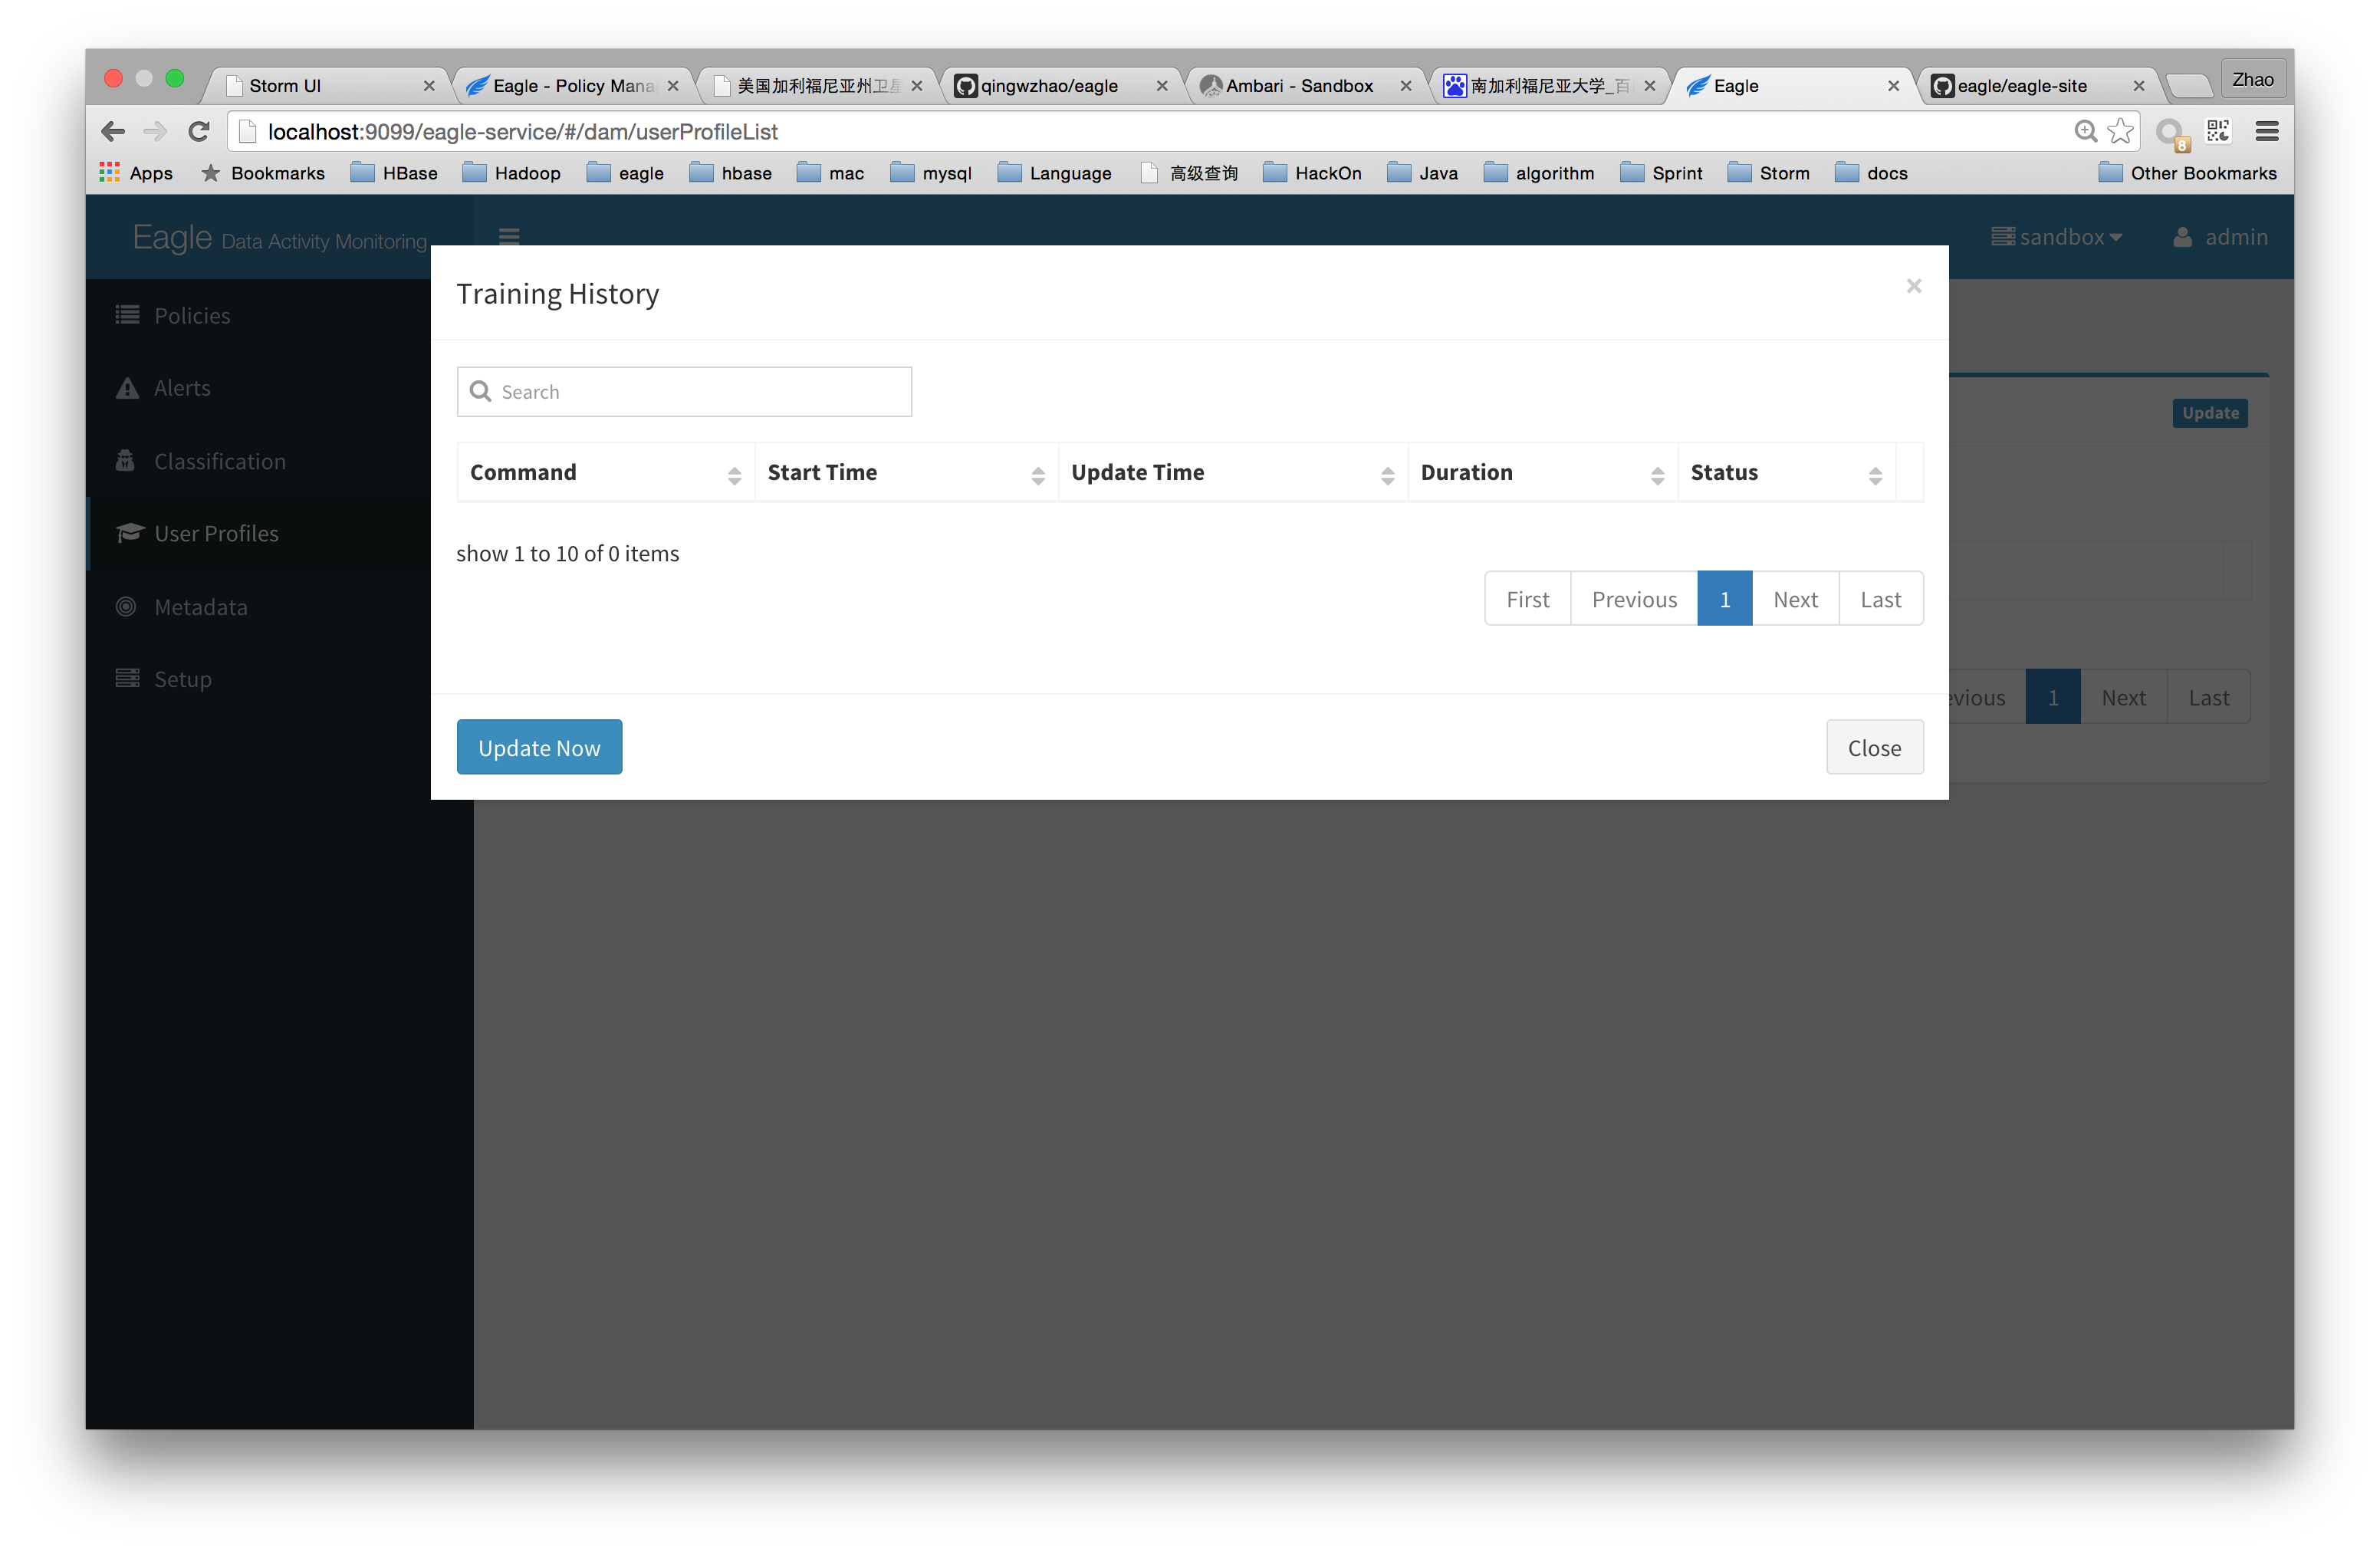 Storm UI
Eagle - Policy Mana
美国加利福尼亚州卫星
qingwzhao/eagle
Ambari - Sandbox
南加利福尼亚大学_百
Eagle
eagle/eagle-site
Zhao
localhost:9099/eagle-service/#/dam/userProfileList
8
Apps
Bookmarks
HBase
Hadoop
eagle
hbase
mac
mysql
Language
高级查询
HackOn
Java
algorithm
Sprint
Storm
docs
Other Bookmarks
Eagle Data Activity Monitoring
sandbox
admin
Policies
Alerts
Classification
User Profiles
Metadata
Setup
Update
Training History
×
Search
Command
Start Time
Update Time
Duration
Status
show 1 to 10 of 0 items
First
Previous
1
Next
Last
evious
1
Next
Last
Update Now
Close